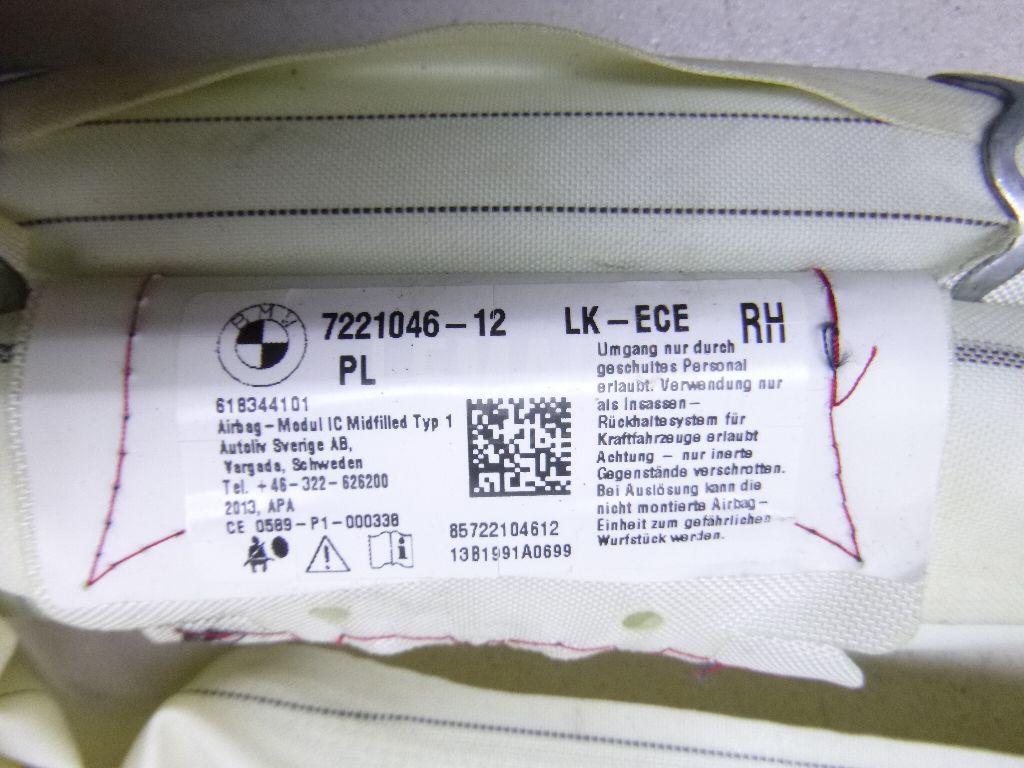 BMW
7221046-12 LK-ECE RH
PL
618344101
Airbag-Modul IC Midfilled Typ 1
Autoliv Sverige AB,
Vargada, Schweden
Tel. +46-322-626200
2013, APA
CE 0589-P1-000338
85722104612
13B1991A0699
Umgang nur durch
geschultes Personal
erlaubt. Verwendung nur
als Insassen-
Rückhaltesystem für
Kraftfahrzeuge erlaubt
Achtung - nur inerte
Gegenstände verschrotten.
Bei Auslösung kann die
nicht montierte Airbag-
Einheit zum gefährlichen
Wurfstück werden.